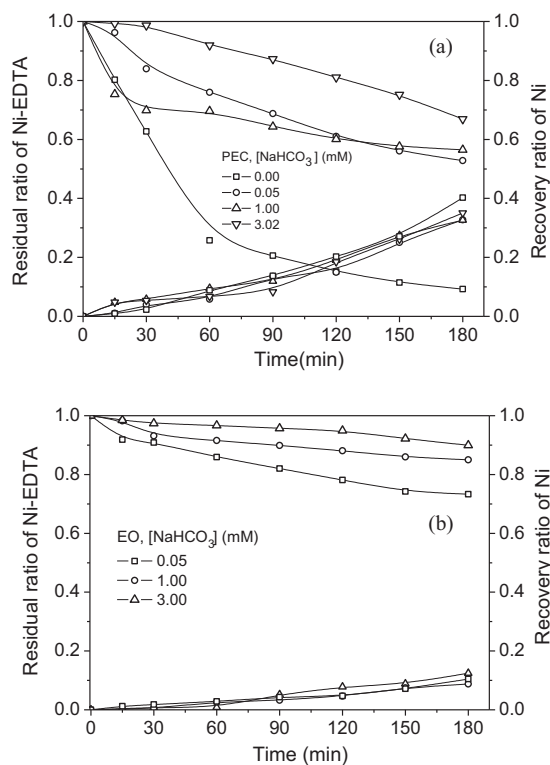 (a)
1.0
0.8
0.6
0.4
0.2
0.0
Residual ratio of Ni-EDTA
1.0
0.8
0.6
0.4
0.2
0.0
Recovery ratio of Ni
PEC, [NaHCO3] (mM)
0.00
0.05
1.00
3.02
0 30 60 90 120 150 180
Time(min)
(b)
1.0
0.8
0.6
0.4
0.2
0.0
Residual ratio of Ni-EDTA
1.0
0.8
0.6
0.4
0.2
0.0
Recovery ratio of Ni
EO, [NaHCO3] (mM)
0.05
1.00
3.00
0 30 60 90 120 150 180
Time (min)